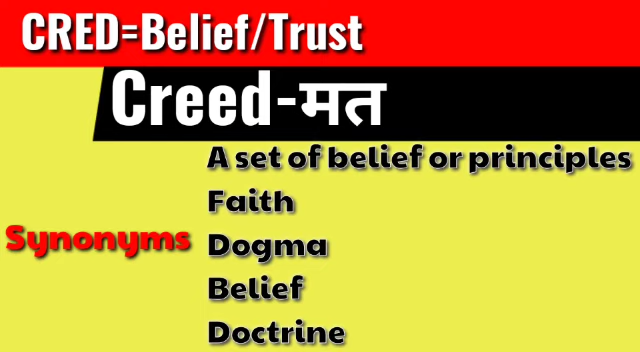 CRED=Belief/Trust
Creed-मत
A set of belief or principles
Faith
Synonyms
Dogma
Belief
Doctrine